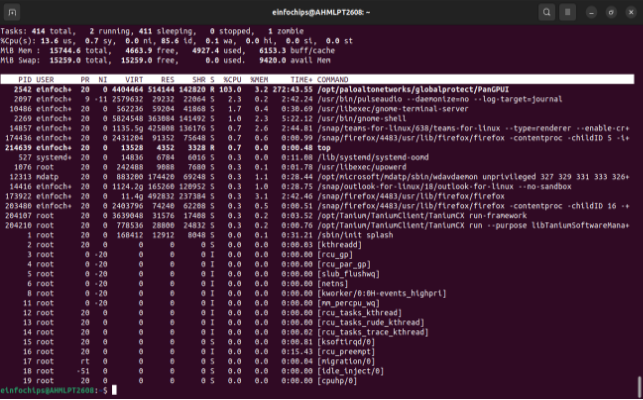 einfochips@AHMLPT2608: ~
Tasks: 414 total, 2 running, 411 sleeping, 0 stopped, 1 zombie
%Cpu(s): 13.6 us, 0.7 sy, 0.0 ni, 85.6 id, 0.1 wa, 0.0 hi, 0.0 si, 0.0 st
MiB Mem : 15744.6 total, 4663.9 free, 4927.4 used, 6153.3 buff/cache
MiB Swap: 15259.0 total, 15259.0 free, 0.0 used. 9420.0 avail Mem
PID USER PR NI VIRT RES SHR S %CPU %MEM TIME+ COMMAND
2542 einfoch+ 20 0 4404464 514144 142820 R 103.0 3.2 272:43.55 /opt/paloaltonetworks/globalprotect/PanGPUI
2097 einfoch+ 9 -11 2579632 29232 22064 S 2.3 0.2 2:42.24 /usr/bin/pulseaudio --daemonize=no --log-target=journal
10486 einfoch+ 20 0 562236 59204 41868 S 1.7 0.4 0:30.69 /usr/libexec/gnome-terminal-server
2269 einfoch+ 20 0 5824548 363084 141492 S 1.0 2.3 5:22.12 /usr/bin/gnome-shell
14857 einfoch+ 20 0 1135.5g 425808 136176 S 0.7 2.6 2:44.81 /snap/teams-for-linux/638/teams-for-linux --type=renderer --enable-cr+
174436 einfoch+ 20 0 2431204 91352 75648 S 0.7 0.6 0:00.99 /snap/firefox/4483/usr/lib/firefox/firefox -contentproc -childID 5 -i+
214639 einfoch+ 20 0 13528 4352 3328 R 0.7 0.0 0:00.48 top
527 systemd+ 20 0 14836 6784 6016 S 0.3 0.0 0:11.08 /lib/systemd/systemd-oomd
1076 root 20 0 242488 9088 7680 S 0.3 0.1 0:01.78 /usr/libexec/upowerd
12313 mdatp 20 0 883200 174420 69248 S 0.3 1.1 0:28.44 /opt/microsoft/mdatp/sbin/wdavdaemon unprivileged 327 329 331 333 326+
14416 einfoch+ 20 0 1124.2g 165260 120952 S 0.3 1.0 0:28.75 /snap/outlook-for-linux/18/outlook-for-linux --no-sandbox
173922 einfoch+ 20 0 11.4g 492832 237304 S 0.3 3.1 2:42.46 /snap/firefox/4483/usr/lib/firefox/firefox
203480 einfoch+ 20 0 2403796 74240 62208 S 0.3 0.5 0:00.51 /snap/firefox/4483/usr/lib/firefox/firefox -contentproc -childID 16 -+
204107 root 20 0 3639048 31576 17408 S 0.3 0.2 0:03.52 /opt/Tanium/TaniumClient/TaniumCX run-framework
204210 root 20 0 778536 28800 24832 S 0.3 0.2 0:00.76 /opt/Tanium/TaniumClient/TaniumCX run --purpose libTaniumSoftwareMana+
1 root 20 0 168412 12912 8048 S 0.0 0.1 0:31.21 /sbin/init splash
2 root 20 0 0 0 0 S 0.0 0.0 0:00.03 [kthreadd]
3 root 0 -20 0 0 0 I 0.0 0.0 0:00.00 [rcu_gp]
4 root 0 -20 0 0 0 I 0.0 0.0 0:00.00 [rcu_par_gp]
5 root 0 -20 0 0 0 I 0.0 0.0 0:00.00 [slub_flushwq]
6 root 0 -20 0 0 0 I 0.0 0.0 0:00.00 [netns]
8 root 0 -20 0 0 0 I 0.0 0.0 0:00.00 [kworker/0:0H-events_highpri]
11 root 0 -20 0 0 0 I 0.0 0.0 0:00.00 [mm_percpu_wq]
12 root 20 0 0 0 0 I 0.0 0.0 0:00.00 [rcu_tasks_kthread]
13 root 20 0 0 0 0 I 0.0 0.0 0:00.00 [rcu_tasks_rude_kthread]
14 root 20 0 0 0 0 I 0.0 0.0 0:00.02 [rcu_tasks_trace_kthread]
15 root 20 0 0 0 0 S 0.0 0.0 0:00.81 [ksoftirqd/0]
16 root 20 0 0 0 0 I 0.0 0.0 0:15.43 [rcu_preempt]
17 root rt 0 0 0 0 S 0.0 0.0 0:00.04 [migration/0]
18 root -51 0 0 0 0 S 0.0 0.0 0:00.00 [idle_inject/0]
19 root 20 0 0 0 0 S 0.0 0.0 0:00.00 [cpuhp/0]
einfochips@AHMLPT2608:~$